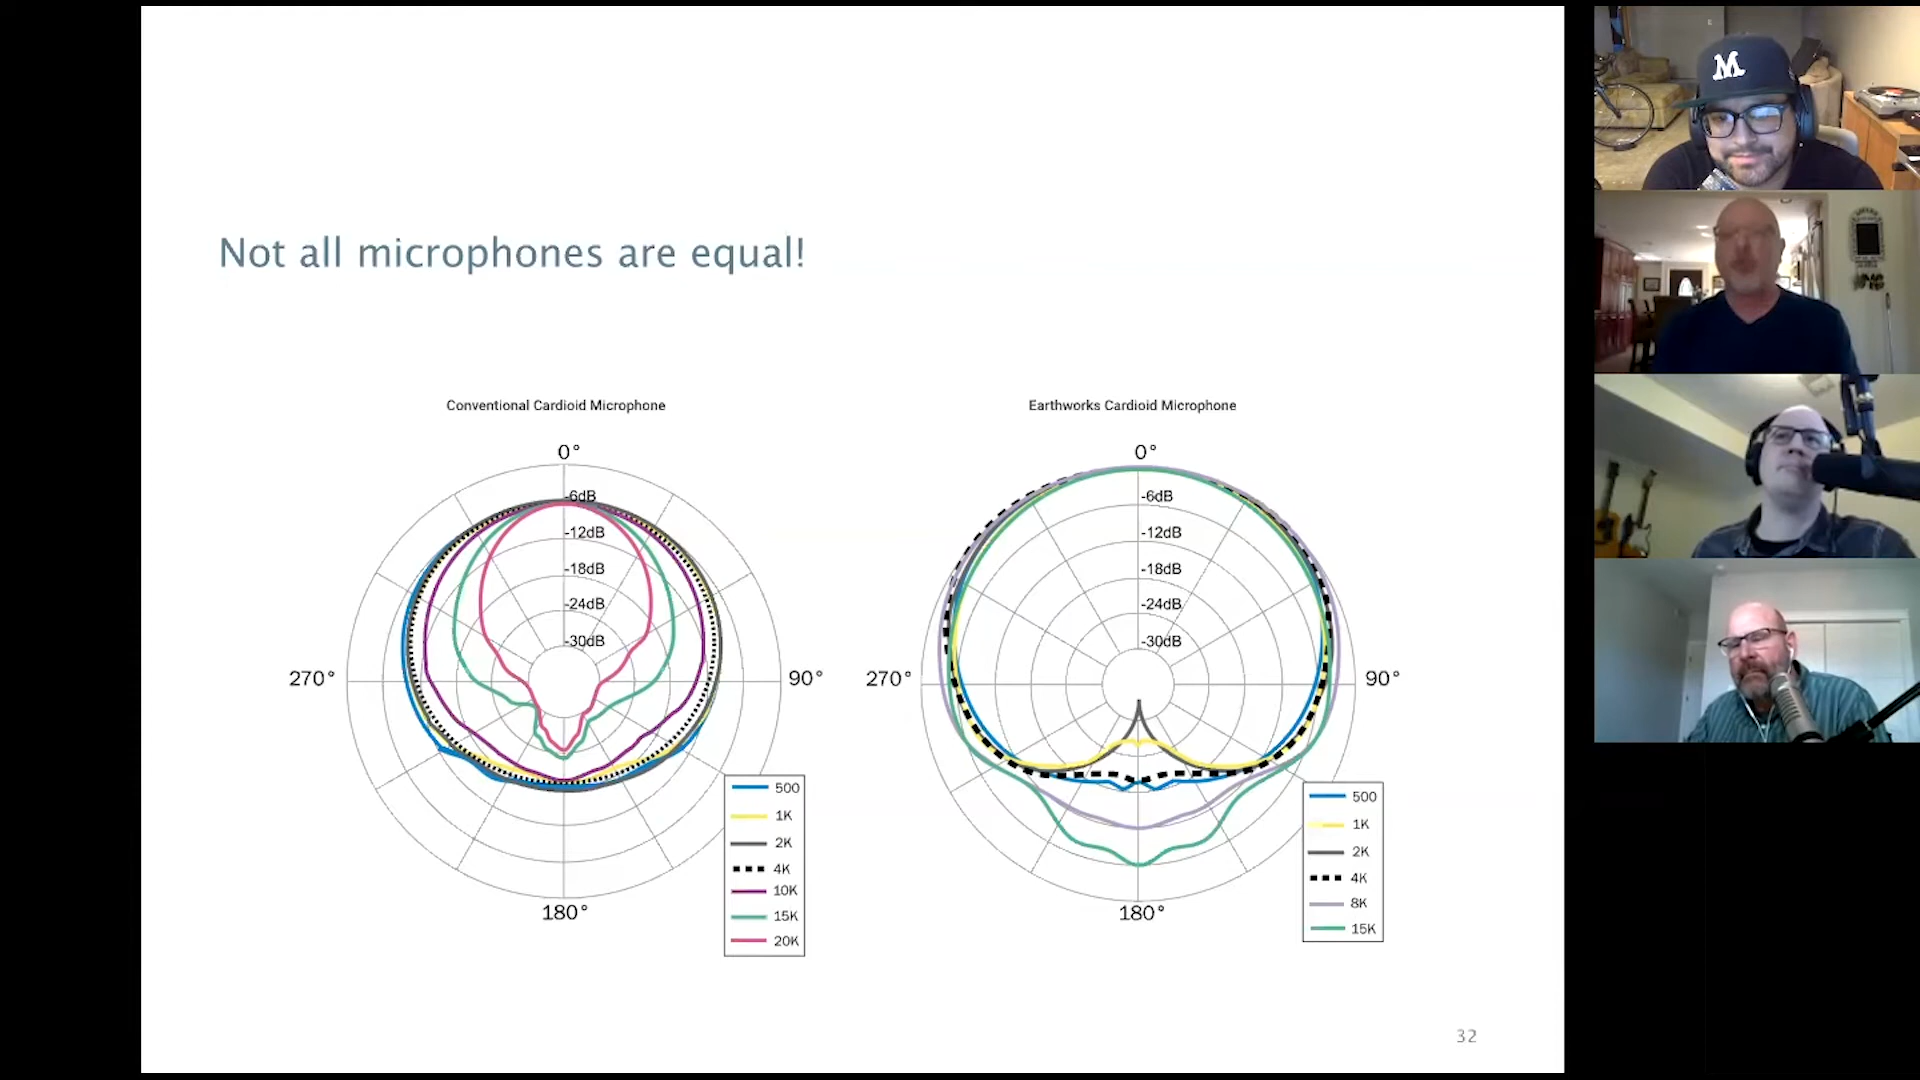 Not all microphones are equal!
Conventional Cardioid Microphone
0°
-6dB
-12dB
-18dB
-24dB
-30dB
270°
90°
180°
500
1K
2K
4K
10K
15K
20K
Earthworks Cardioid Microphone
0°
-6dB
-12dB
-18dB
-24dB
-30dB
270°
90°
180°
500
1K
2K
4K
8K
15K
32
M